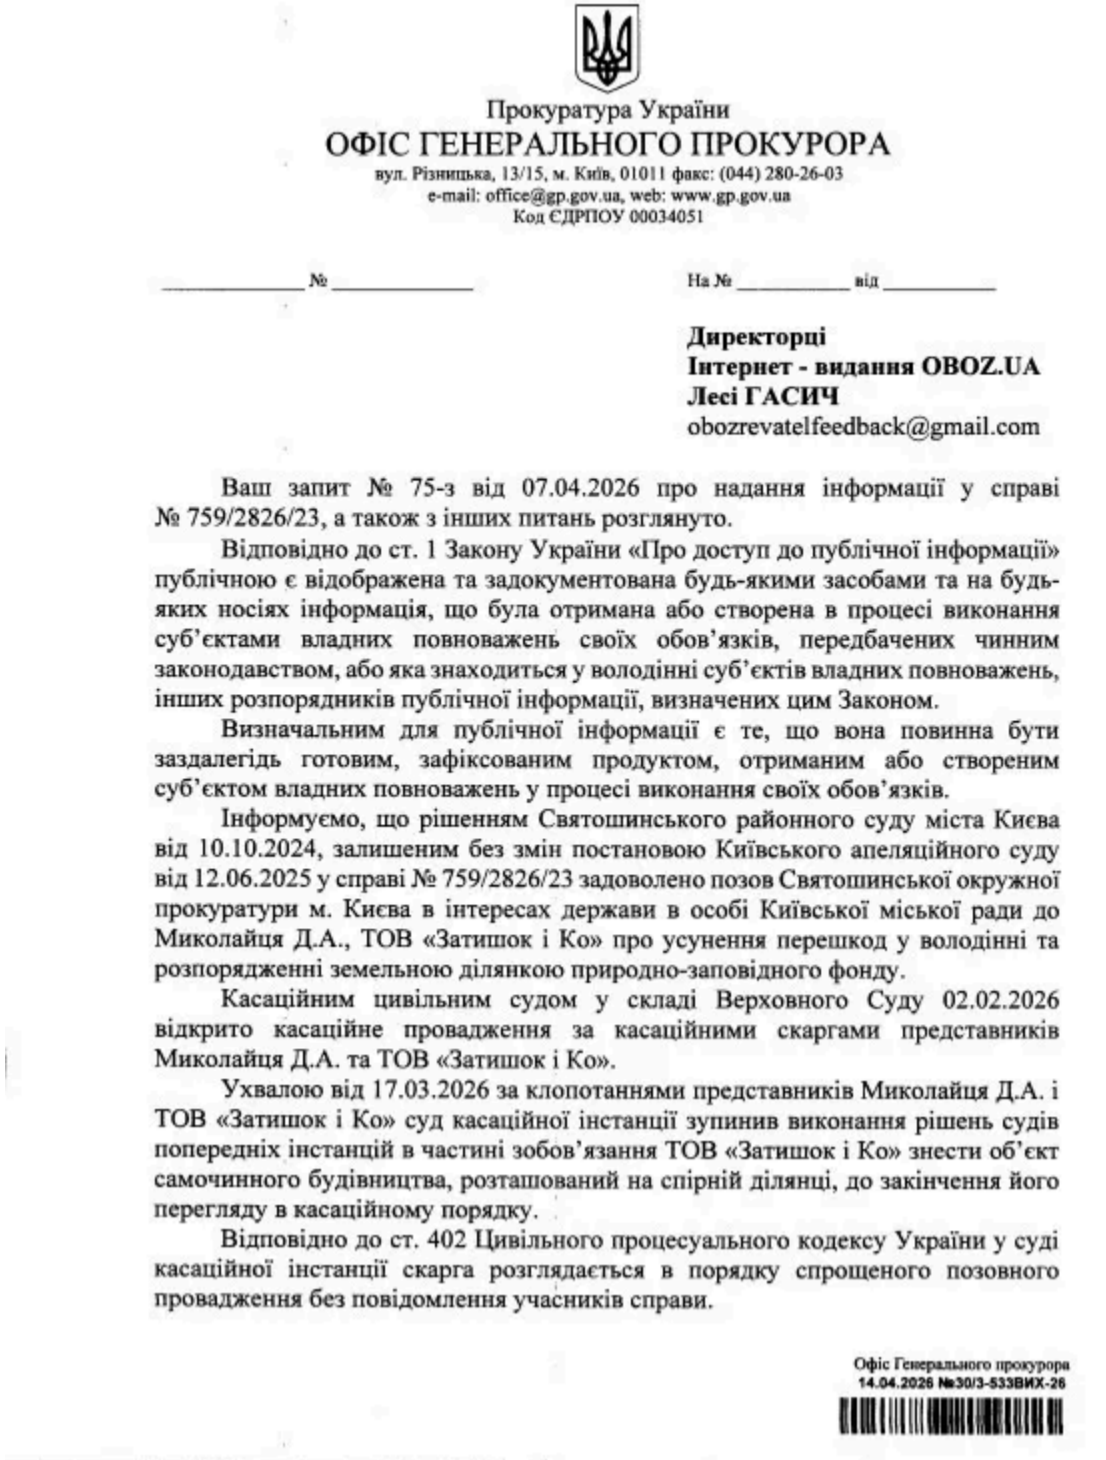 Прокуратура України
ОФІС ГЕНЕРАЛЬНОГО ПРОКУРОРА
вул. Різницька, 13/15, м. Київ, 01011 факс: (044) 280-26-03
e-mail: office@gp.gov.ua, web: www.gp.gov.ua
Код ЄДРПОУ 00034051
____________ № ____________ На № __________ від __________
Директорці
Інтернет - видання OBOZ.UA
Лесі ГАСИЧ
obozrevatelfeedback@gmail.com
Ваш запит № 75-з від 07.04.2026 про надання інформації у справі
№ 759/2826/23, а також з інших питань розглянуто.
Відповідно до ст. 1 Закону України «Про доступ до публічної інформації»
публічною є відображена та задокументована будь-якими засобами та на будь-
яких носіях інформація, що була отримана або створена в процесі виконання
суб’єктами владних повноважень своїх обов’язків, передбачених чинним
законодавством, або яка знаходиться у володінні суб’єктів владних повноважень,
інших розпорядників публічної інформації, визначених цим Законом.
Визначальним для публічної інформації є те, що вона повинна бути
заздалегідь готовим, зафіксованим продуктом, отриманим або створеним
суб’єктом владних повноважень у процесі виконання своїх обов’язків.
Інформуємо, що рішенням Святошинського районного суду міста Києва
від 10.10.2024, залишеним без змін постановою Київського апеляційного суду
від 12.06.2025 у справі № 759/2826/23 задоволено позов Святошинської окружної
прокуратури м. Києва в інтересах держави в особі Київської міської ради до
Миколайця Д.А., ТОВ «Затишок і Ко» про усунення перешкод у володінні та
розпорядженні земельною ділянкою природно-заповідного фонду.
Касаційним цивільним судом у складі Верховного Суду 02.02.2026
відкрито касаційне провадження за касаційними скаргами представників
Миколайця Д.А. та ТОВ «Затишок і Ко».
Ухвалою від 17.03.2026 за клопотаннями представників Миколайця Д.А. і
ТОВ «Затишок і Ко» суд касаційної інстанції зупинив виконання рішень судів
попередніх інстанцій в частині зобов’язання ТОВ «Затишок і Ко» знести об’єкт
самочинного будівництва, розташований на спірній ділянці, до закінчення його
перегляду в касаційному порядку.
Відповідно до ст. 402 Цивільного процесуального кодексу України у суді
касаційної інстанції скарга розглядається в порядку спрощеного позовного
провадження без повідомлення учасників справи.
Офіс Генерального прокурора
14.04.2026 №30/3-533ВИХ-26